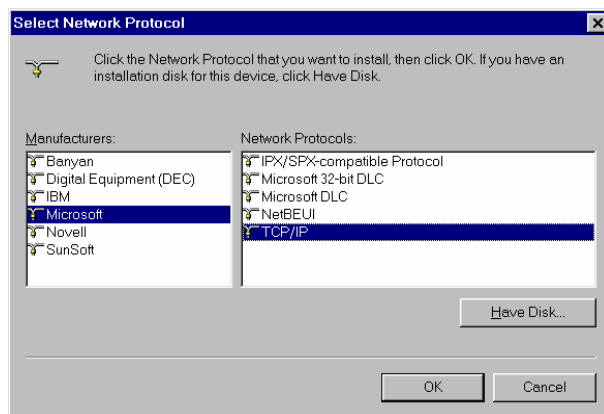 Select Network Protocol
Click the Network Protocol that you want to install, then click OK. If you have an
installation disk for this device, click Have Disk.
Manufacturers:
Banyan
Digital Equipment (DEC)
IBM
Microsoft
Novell
SunSoft
Network Protocols:
IPX/SPX-compatible Protocol
Microsoft 32-bit DLC
Microsoft DLC
NetBEUI
TCP/IP
Have Disk...
OK
Cancel